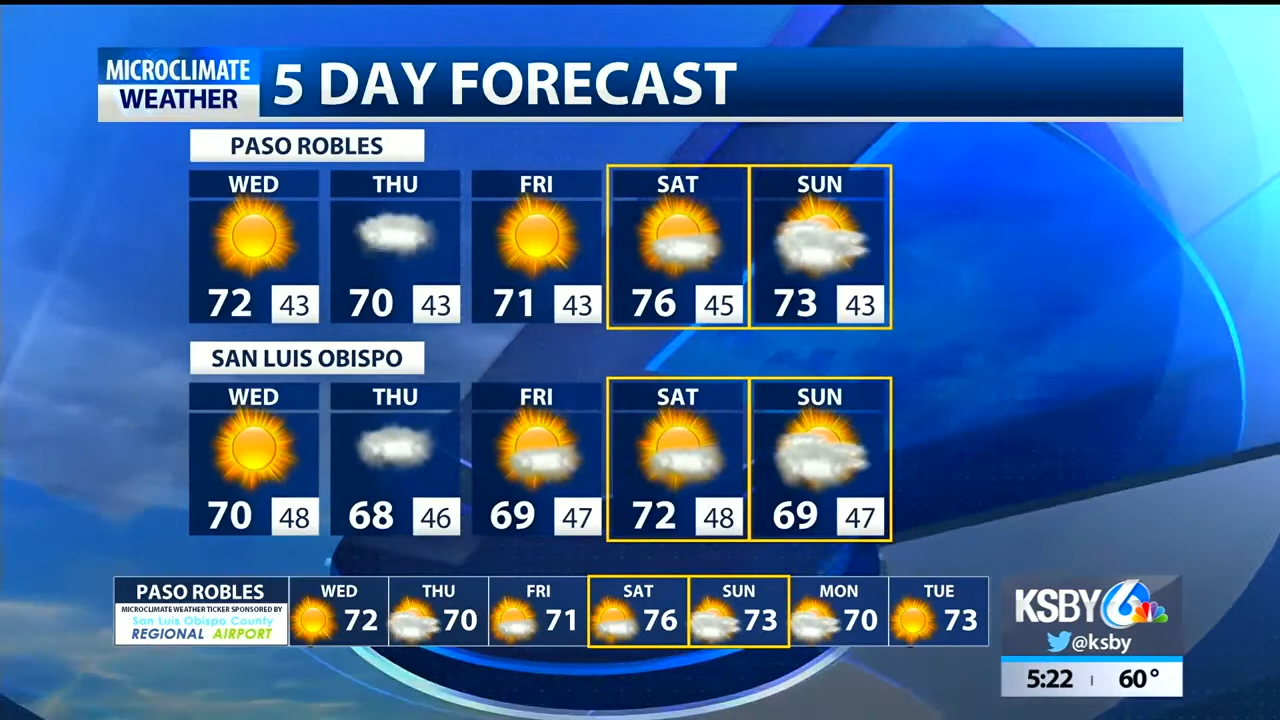 MICROCLIMATE
WEATHER
5 DAY FORECAST
PASO ROBLES
WED THU FRI SAT SUN
72 43 70 43 71 43 76 45 73 43
SAN LUIS OBISPO
WED THU FRI SAT SUN
70 48 68 46 69 47 72 48 69 47
PASO ROBLES
MICROCLIMATE WEATHER TICKER SPONSORED BY
San Luis Obispo County
REGIONAL AIRPORT
WED THU FRI SAT SUN MON TUE
72 70 71 76 73 70 73
KSBY 6
@ksby
5:22 60°